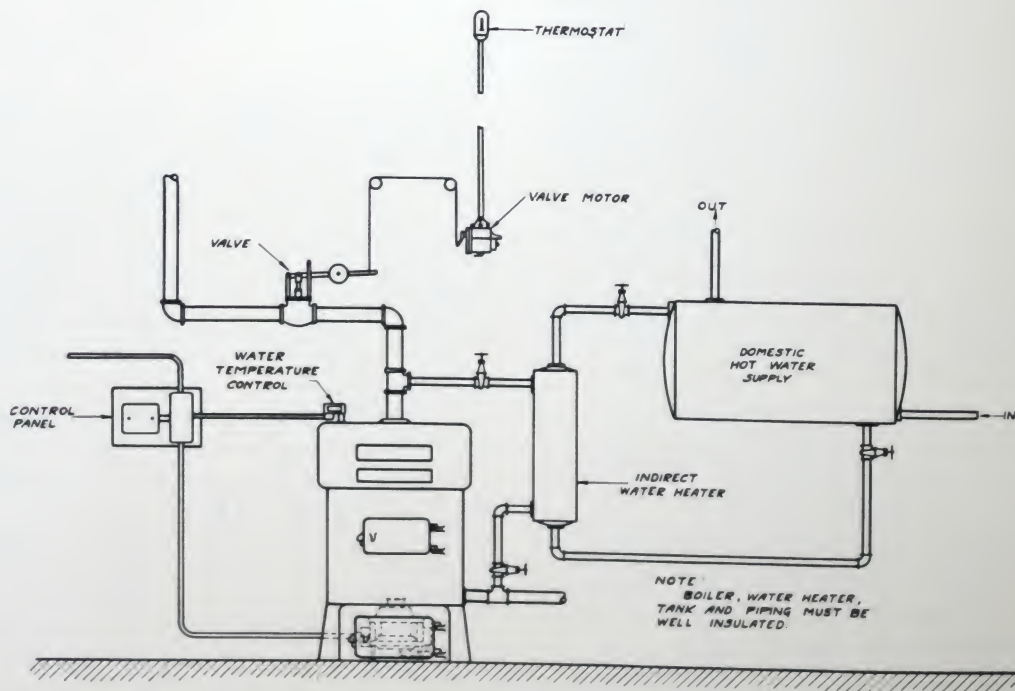 THERMOSTAT
VALVE MOTOR
OUT
VALVE
WATER
TEMPERATURE
CONTROL
DOMESTIC
HOT WATER
SUPPLY
CONTROL
PANEL
IN
INDIRECT
WATER HEATER
NOTE
BOILER, WATER HEATER,
TANK AND PIPING MUST BE
WELL INSULATED.